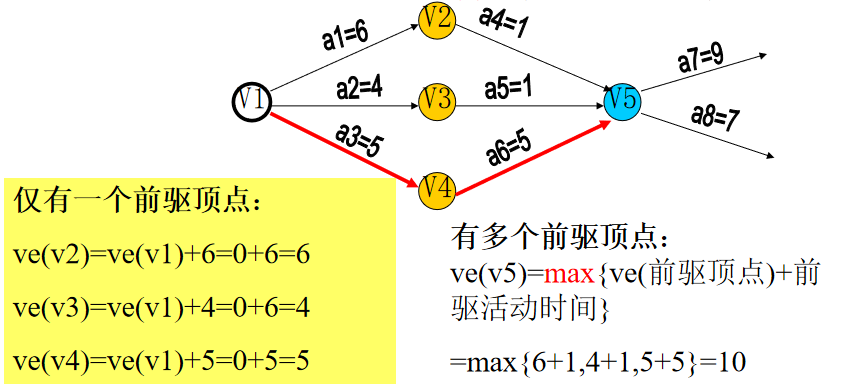 V2
a1=6
a4=1
a7=9
V1
a2=4
V3
a5=1
V5
a3=5
a6=5
a8=7
V4
仅有一个前驱顶点：
ve(v2)=ve(v1)+6=0+6=6
ve(v3)=ve(v1)+4=0+6=4
ve(v4)=ve(v1)+5=0+5=5
有多个前驱顶点：
ve(v5)=max{ve(前驱顶点)+前
驱活动时间}
=max{6+1,4+1,5+5}=10